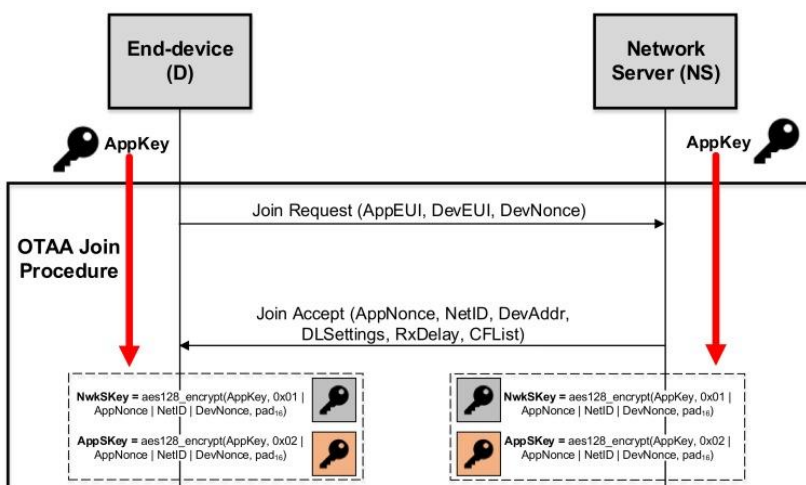 End-device
(D)
Network
Server (NS)
AppKey
AppKey
Join Request (AppEUI, DevEUI, DevNonce)
OTAA Join
Procedure
Join Accept (AppNonce, NetID, DevAddr,
DLSettings, RxDelay, CFList)
NwkSKey = aes128_encrypt(AppKey, 0x01 |
AppNonce | NetID | DevNonce, pad₁₆)
AppSKey = aes128_encrypt(AppKey, 0x02 |
AppNonce | NetID | DevNonce, pad₁₆)
NwkSKey = aes128_encrypt(AppKey, 0x01 |
AppNonce | NetID | DevNonce, pad₁₆)
AppSKey = aes128_encrypt(AppKey, 0x02 |
AppNonce | NetID | DevNonce, pad₁₆)